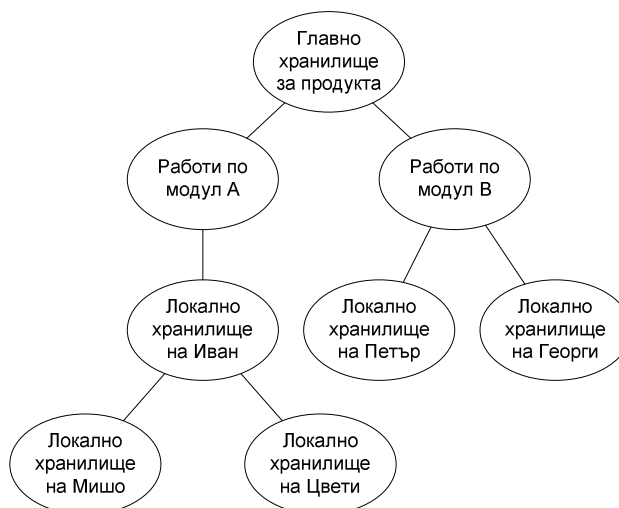 Главно
хранилище
за продукта
Работи по
модул А
Работи по
модул В
Локално
хранилище
на Иван
Локално
хранилище
на Петър
Локално
хранилище
на Георги
Локално
хранилище
на Мишо
Локално
хранилище
на Цвети